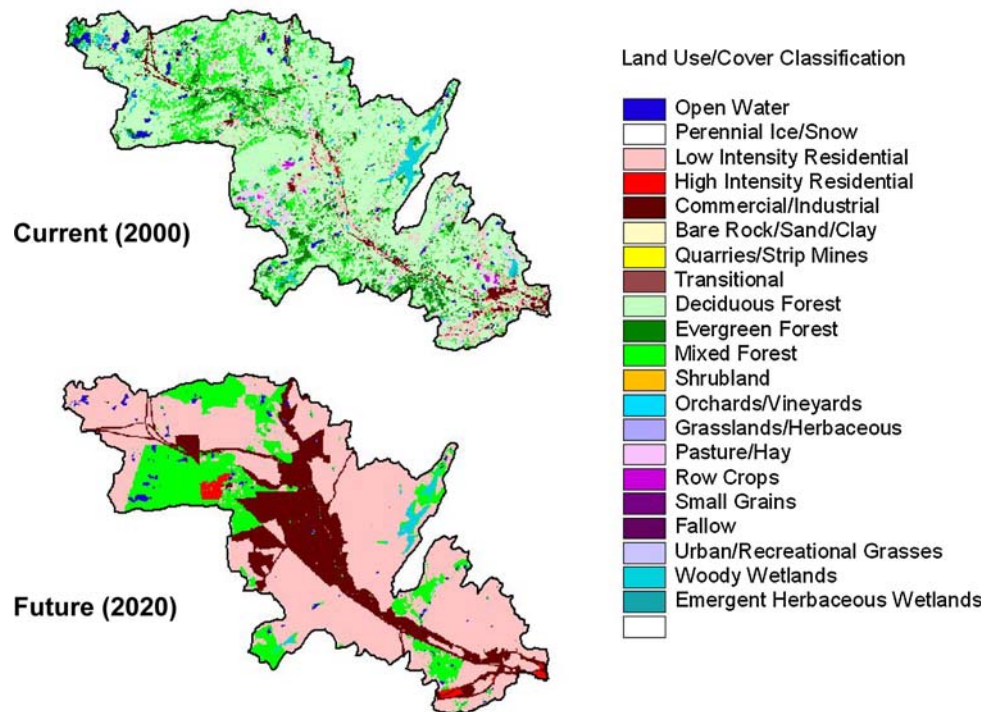 Land Use/Cover Classification
Open Water
Perennial Ice/Snow
Low Intensity Residential
High Intensity Residential
Commercial/Industrial
Bare Rock/Sand/Clay
Quarries/Strip Mines
Transitional
Deciduous Forest
Evergreen Forest
Mixed Forest
Shrubland
Orchards/Vineyards
Grasslands/Herbaceous
Pasture/Hay
Row Crops
Small Grains
Fallow
Urban/Recreational Grasses
Woody Wetlands
Emergent Herbaceous Wetlands
Current (2000)
Future (2020)